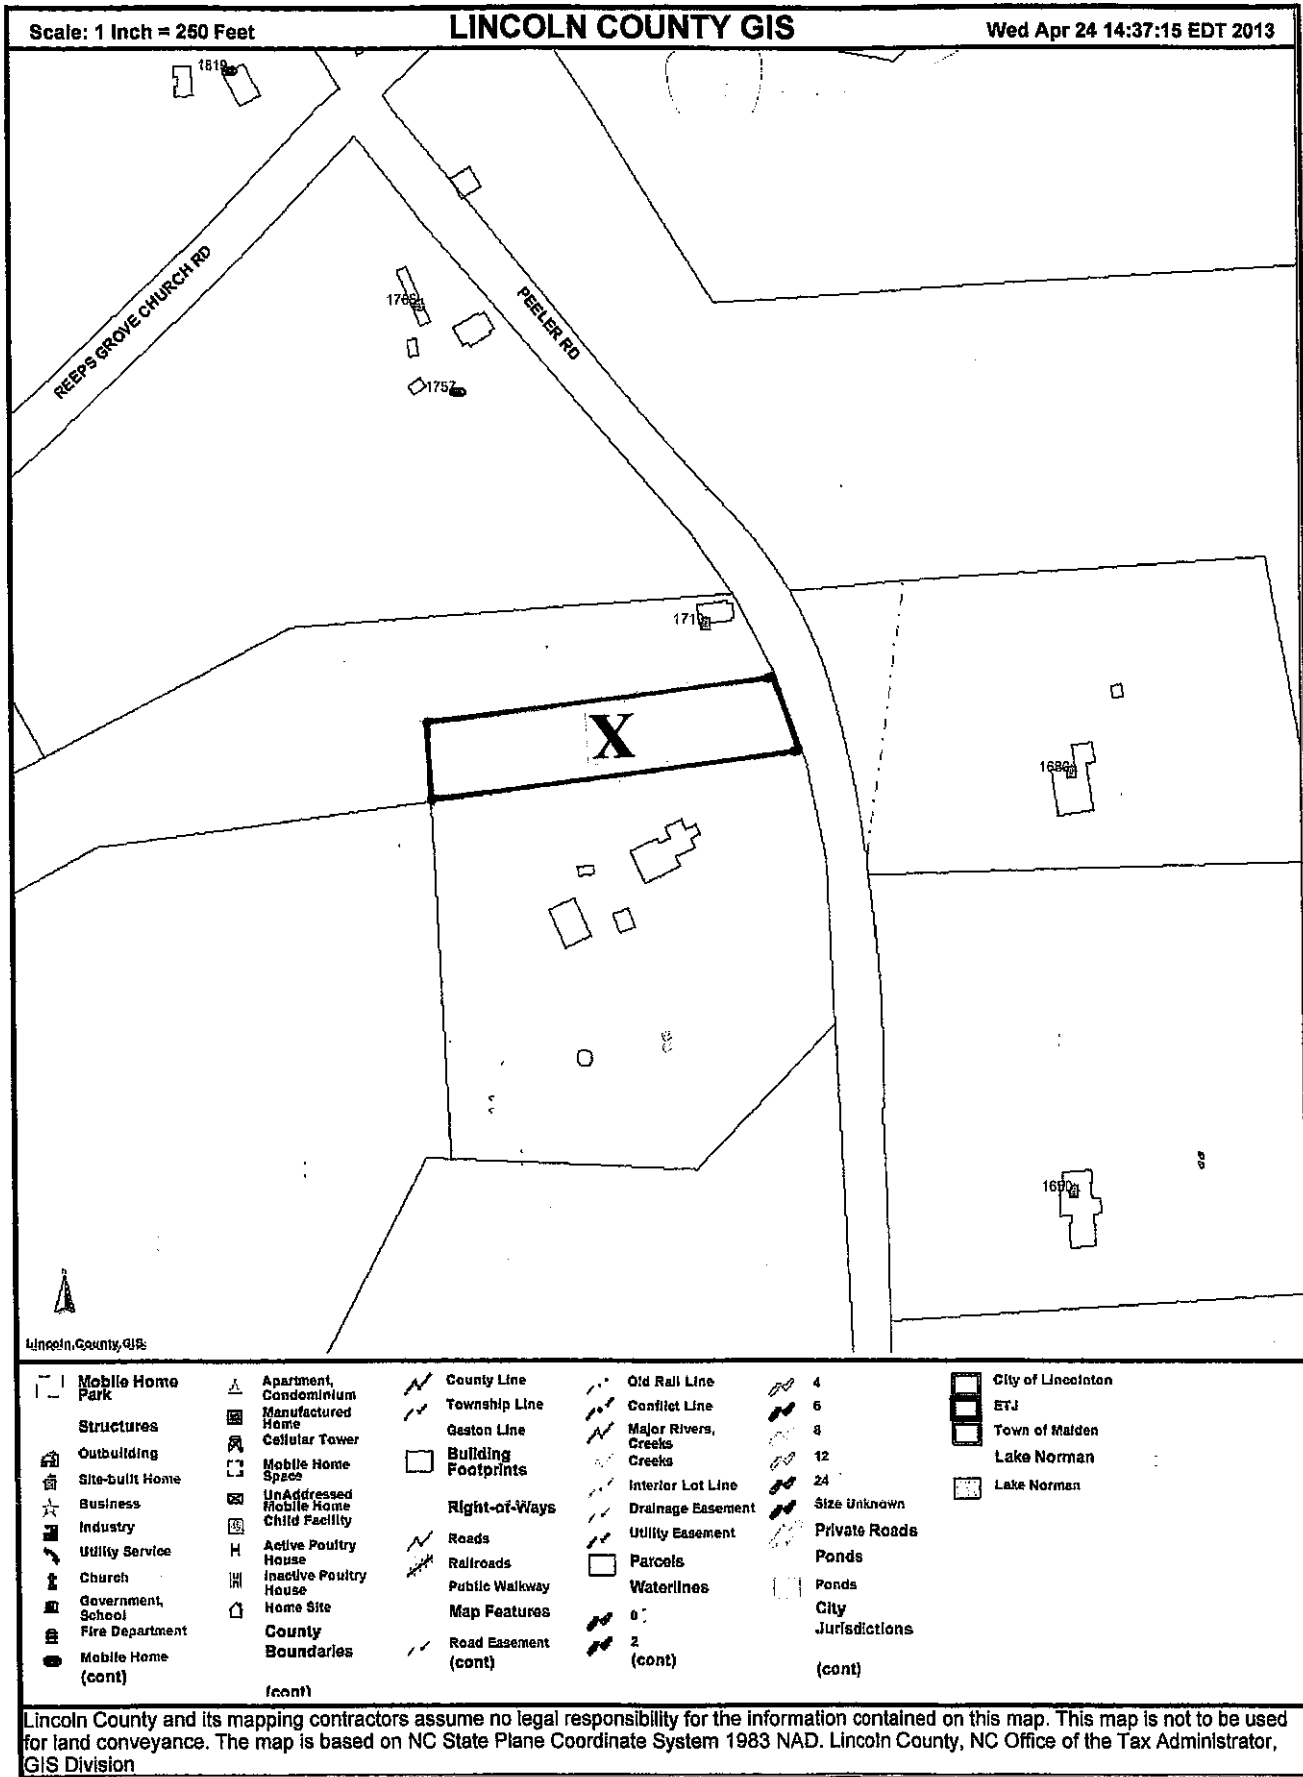 Scale: 1 Inch = 250 Feet
LINCOLN COUNTY GIS
Wed Apr 24 14:37:15 EDT 2013
1819
REEPS GROVE CHURCH RD
PEELER RD
1757
X
Lincoln County, GIS
Mobile Home
Park
Structures
Outbuilding
Site-built Home
Business
Industry
Utility Service
Church
Government,
School
Fire Department
Mobile Home
(cont)
Apartment,
Condominium
Manufactured
Home
Cellular Tower
Mobile Home
Space
UnAddressed
Mobile Home
Child Facility
Active Poultry
House
Inactive Poultry
House
Home Site
County
Boundaries
(cont)
County Line
Township Line
Gaston Line
Building
Footprints
Right-of-Ways
Roads
Railroads
Public Walkway
Map Features
Road Easement
(cont)
Old Rail Line
Conflict Line
Major Rivers,
Creeks
Creeks
Interior Lot Line
Drainage Easement
Utility Easement
Parcels
Waterlines
0
2
(cont)
4
6
8
12
24
Size Unknown
Private Roads
Ponds
Ponds
City
Jurisdictions
(cont)
City of Lincolnton
ETJ
Town of Maiden
Lake Norman
Lake Norman
Lincoln County and its mapping contractors assume no legal responsibility for the information contained on this map. This map is not to be used
for land conveyance. The map is based on NC State Plane Coordinate System 1983 NAD. Lincoln County, NC Office of the Tax Administrator,
GIS Division